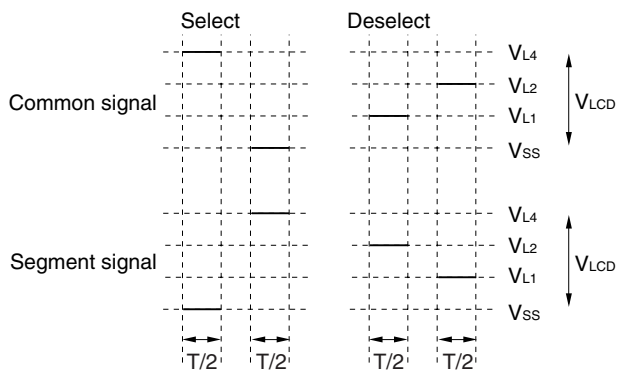 Select Deselect
VL4
VL2
Common signal
VLCD
VL1
VSS
VL4
VL2
Segment signal
VLCD
VL1
VSS
T/2 T/2 T/2 T/2